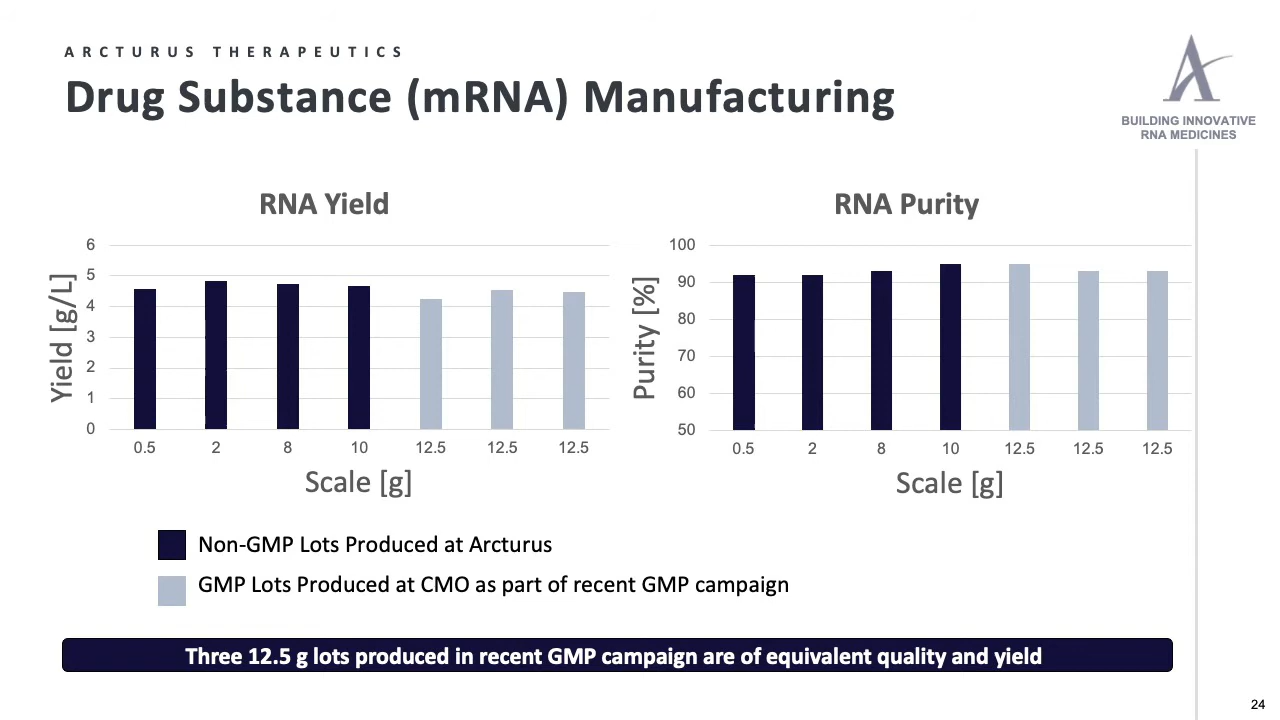 ARCTURUS THERAPEUTICS
Drug Substance (mRNA) Manufacturing
BUILDING INNOVATIVE
RNA MEDICINES
RNA Yield
Yield [g/L]
6
5
4
3
2
1
0
0.5 2 8 10 12.5 12.5 12.5
Scale [g]
RNA Purity
Purity [%]
100
90
80
70
60
50
0.5 2 8 10 12.5 12.5 12.5
Scale [g]
Non-GMP Lots Produced at Arcturus
GMP Lots Produced at CMO as part of recent GMP campaign
Three 12.5 g lots produced in recent GMP campaign are of equivalent quality and yield
24